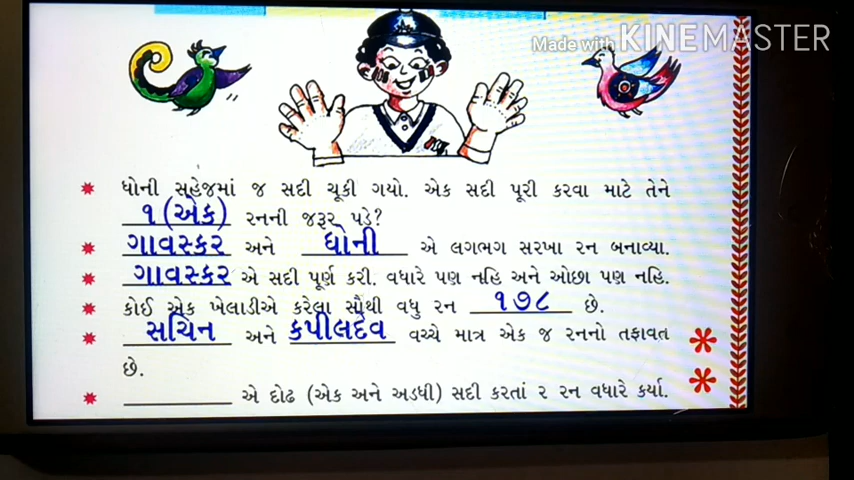 Made with KINEMASTER
ધોની સહેજમાં જ સદી ચૂકી ગયો. એક સદી પૂરી કરવા માટે તેને
૧ (એક) રનની જરૂર પડે?
ગાવસ્કર અને ધોની એ લગભગ સરખા રન બનાવ્યા.
ગાવસ્કર એ સદી પૂર્ણ કરી. વધારે પણ નહિ અને ઓછા પણ નહિ.
કોઈ એક ખેલાડીએ કરેલા સૌથી વધુ રન ૧૭૮ છે.
સચિન અને કપીલદેવ વચ્ચે માત્ર એક જ રનનો તફાવત
છે.
__________ એ દોઢ (એક અને અડધી) સદી કરતાં ૨ રન વધારે કર્યા.